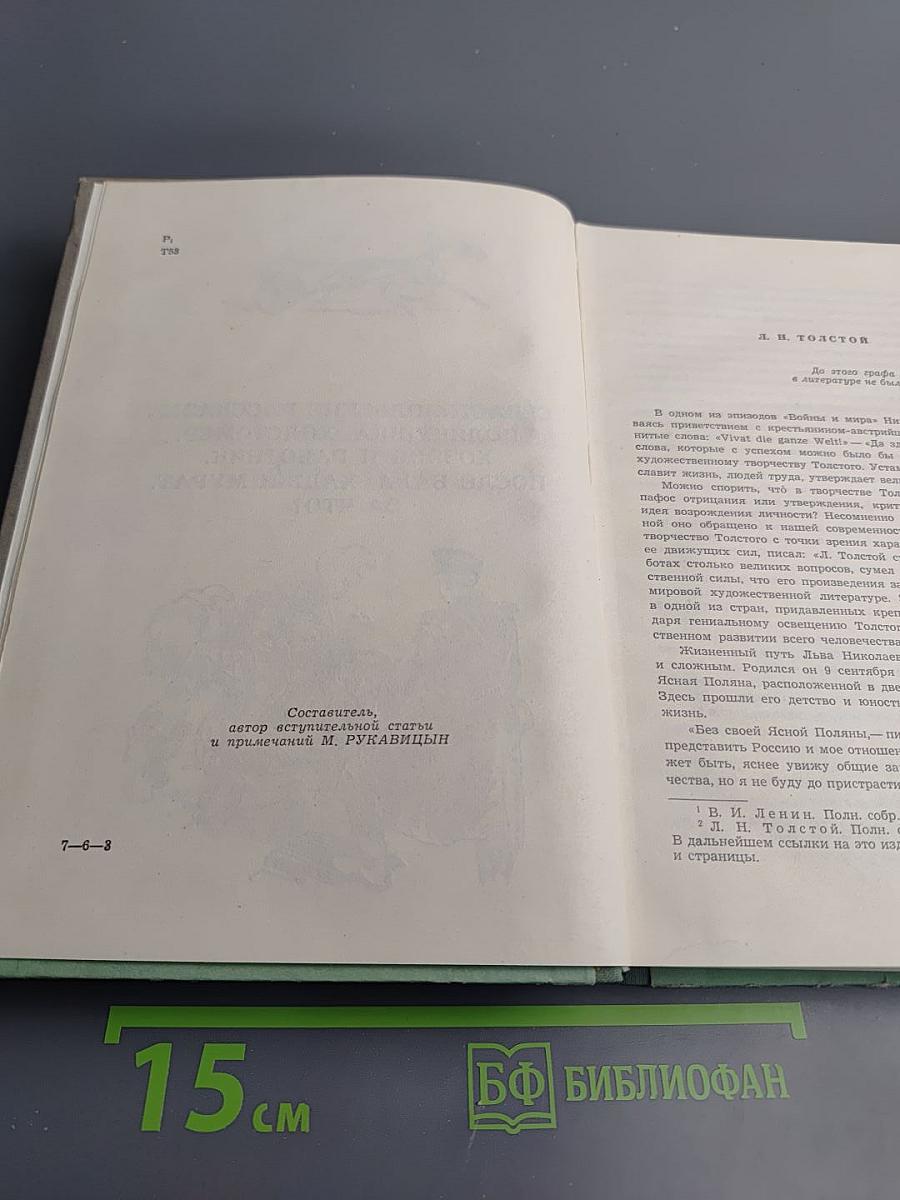 Р1
Т53
Составитель,
автор вступительной статьи
и примечаний М. РУКАВИЦЫН
7—6—3
Л. Н. ТОЛСТОЙ
До этого графа
в литературе не был
В одном из эпизодов «Войны и мира» Ни
ваясь приветствием с крестьянином-австрийц
нитые слова: «Vivat die ganze Welt!» — «Да зд
слова, которые с успехом можно было бы
художественному творчеству Толстого. Устам
славит жизнь, людей труда, утверждает вел
Можно спорить, что́ в творчестве Тол
пафос отрицания или утверждения, крит
идея возрождения личности? Несомненно
ной оно обращено к нашей современност
творчество Толстого с точки зрения хара
ее движущих сил, писал: «Л. Толстой с
ботах столько великих вопросов, сумел
ственной силы, что его произведения за
мировой художественной литературе.
в одной из стран, придавленных креп
даря гениальному освещению Толстог
ственном развитии всего человечества
Жизненный путь Льва Николаев
и сложным. Родился он 9 сентября
Ясная Поляна, расположенной в две
Здесь прошли его детство и юност
жизнь.
«Без своей Ясной Поляны,— пи
представить Россию и мое отношен
жет быть, яснее увижу общие за
чества, но я не буду до пристрасти
1 В. И. Ленин. Полн. собр.
2 Л. Н. Толстой. Полн. с
В дальнейшем ссылки на это изд
и страницы.
15 см
БФ БИБЛИОФАН